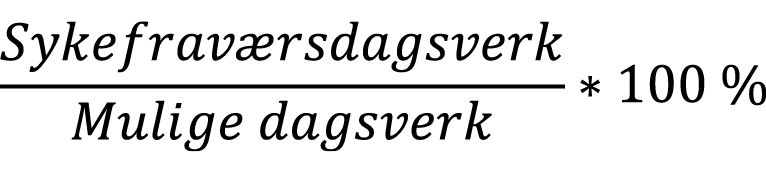 Sykefraværsdagsverk
Mulige dagsverk
* 100 %